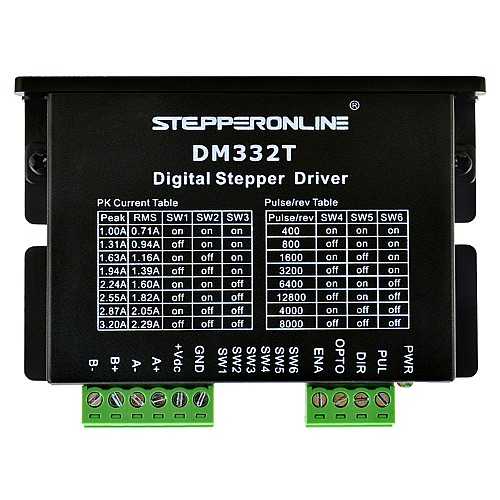 STEPPERONLINE®
DM332T
Digital Stepper Driver
PK Current Table
Peak RMS SW1 SW2 SW3
1.00A 0.71A on on on
1.31A 0.94A off on on
1.63A 1.16A on off on
1.94A 1.39A off off on
2.24A 1.60A on on off
2.55A 1.82A off on off
2.87A 2.05A on off off
3.20A 2.29A off off off
Pulse/rev Table
Pulse/rev SW4 SW5 SW6
400 on on on
800 off on on
1600 on off on
3200 off off on
6400 on on off
12800 off on off
4000 on off off
8000 off off off
B-
B+
A-
A+
+Vdc
GND
SW1
SW2
SW3
SW4
SW5
SW6
ENA
OPTO
DIR
PUL
PWR